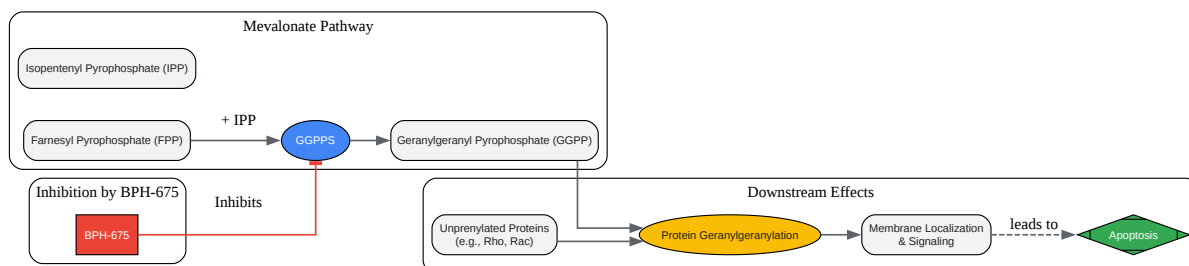 Mevalonate Pathway
Isopentenyl Pyrophosphate (IPP)
Farnesyl Pyrophosphate (FPP)
+ IPP
GGPPS
Geranylgeranyl Pyrophosphate (GGPP)
Inhibition by BPH-675
BPH-675
Inhibits
Downstream Effects
Unprenylated Proteins
(e.g., Rho, Rac)
Protein Geranylgeranylation
Membrane Localization
& Signaling
leads to
Apoptosis